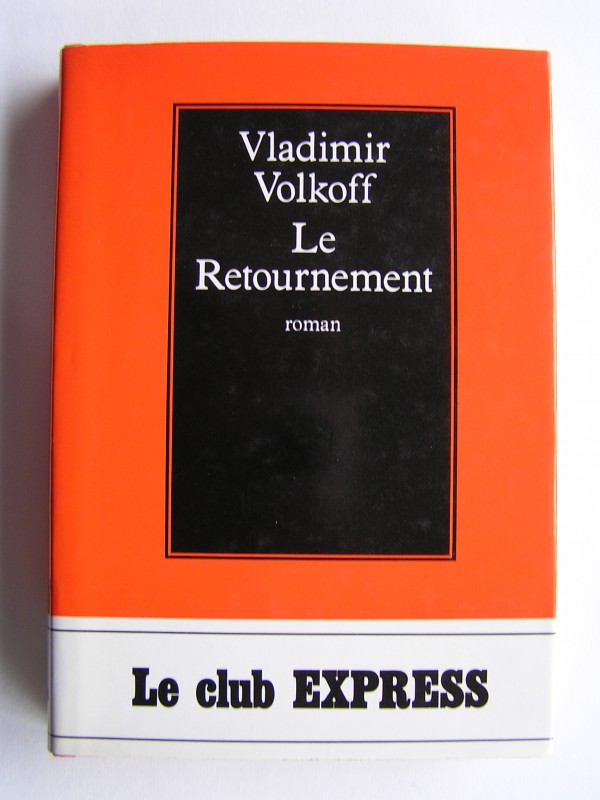 Vladimir
Volkoff
Le
Retournement
roman
Le club EXPRESS